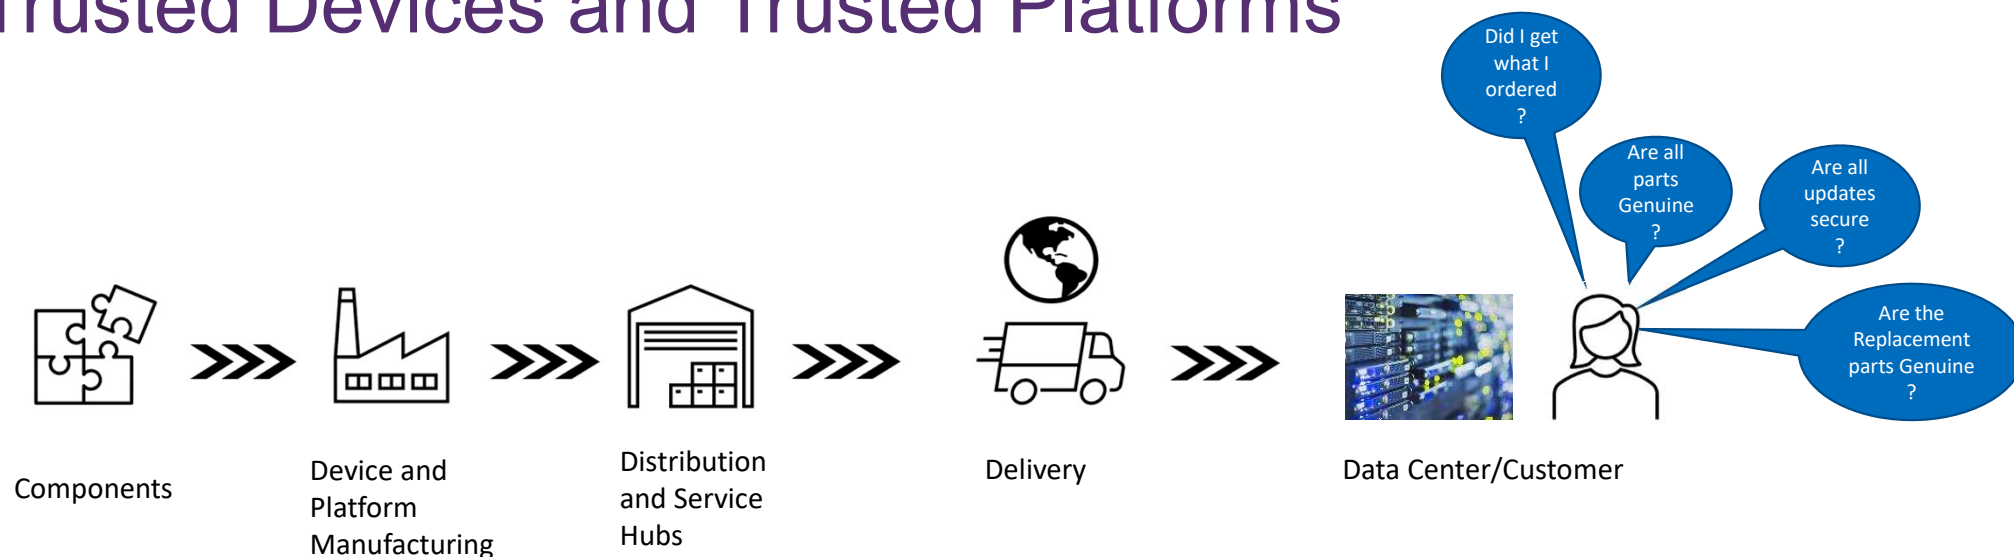 Trusted Devices and Trusted Platforms
Did I get
what I
ordered
?
Are all
parts
Genuine
?
Are all
updates
secure
?
Are the
Replacement
parts Genuine
?
Components
Device and
Platform
Manufacturing
Distribution
and Service
Hubs
Delivery
Data Center/Customer